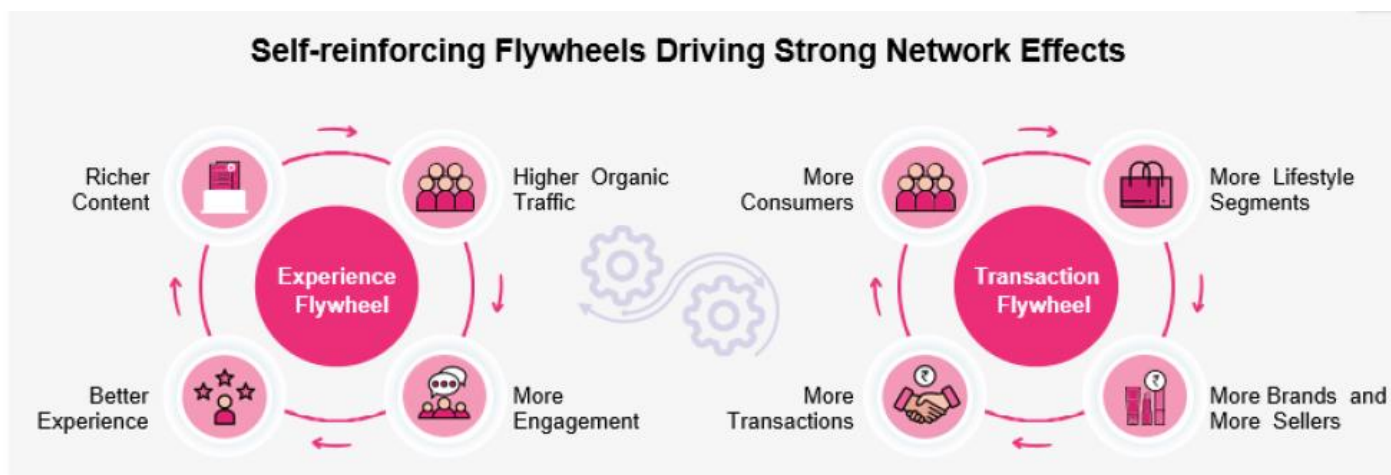 Self-reinforcing Flywheels Driving Strong Network Effects
Richer
Content
Higher Organic
Traffic
Experience
Flywheel
Better
Experience
More
Engagement
More
Consumers
More Lifestyle
Segments
Transaction
Flywheel
More
Transactions
₹
More Brands and
More Sellers
₹